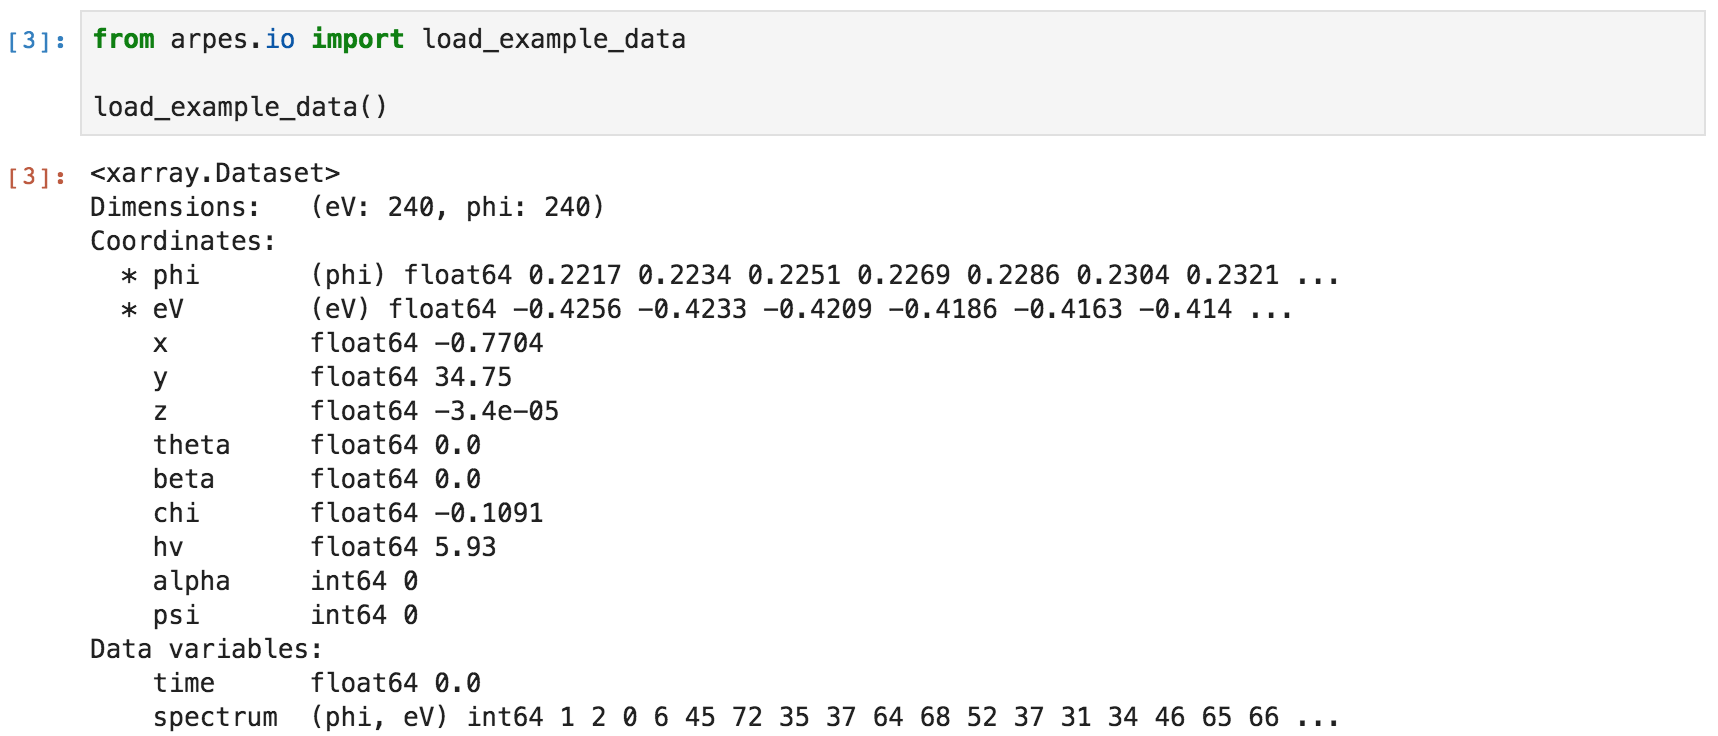 [3]: from arpes.io import load_example_data
load_example_data()
[3]: <xarray.Dataset>
Dimensions:   (eV: 240, phi: 240)
Coordinates:
  * phi       (phi) float64 0.2217 0.2234 0.2251 0.2269 0.2286 0.2304 0.2321 ...
  * eV        (eV) float64 -0.4256 -0.4233 -0.4209 -0.4186 -0.4163 -0.414 ...
    x         float64 -0.7704
    y         float64 34.75
    z         float64 -3.4e-05
    theta     float64 0.0
    beta      float64 0.0
    chi       float64 -0.1091
    hv        float64 5.93
    alpha     int64 0
    psi       int64 0
Data variables:
    time      float64 0.0
    spectrum  (phi, eV) int64 1 2 0 6 45 72 35 37 64 68 52 37 31 34 46 65 66 ...